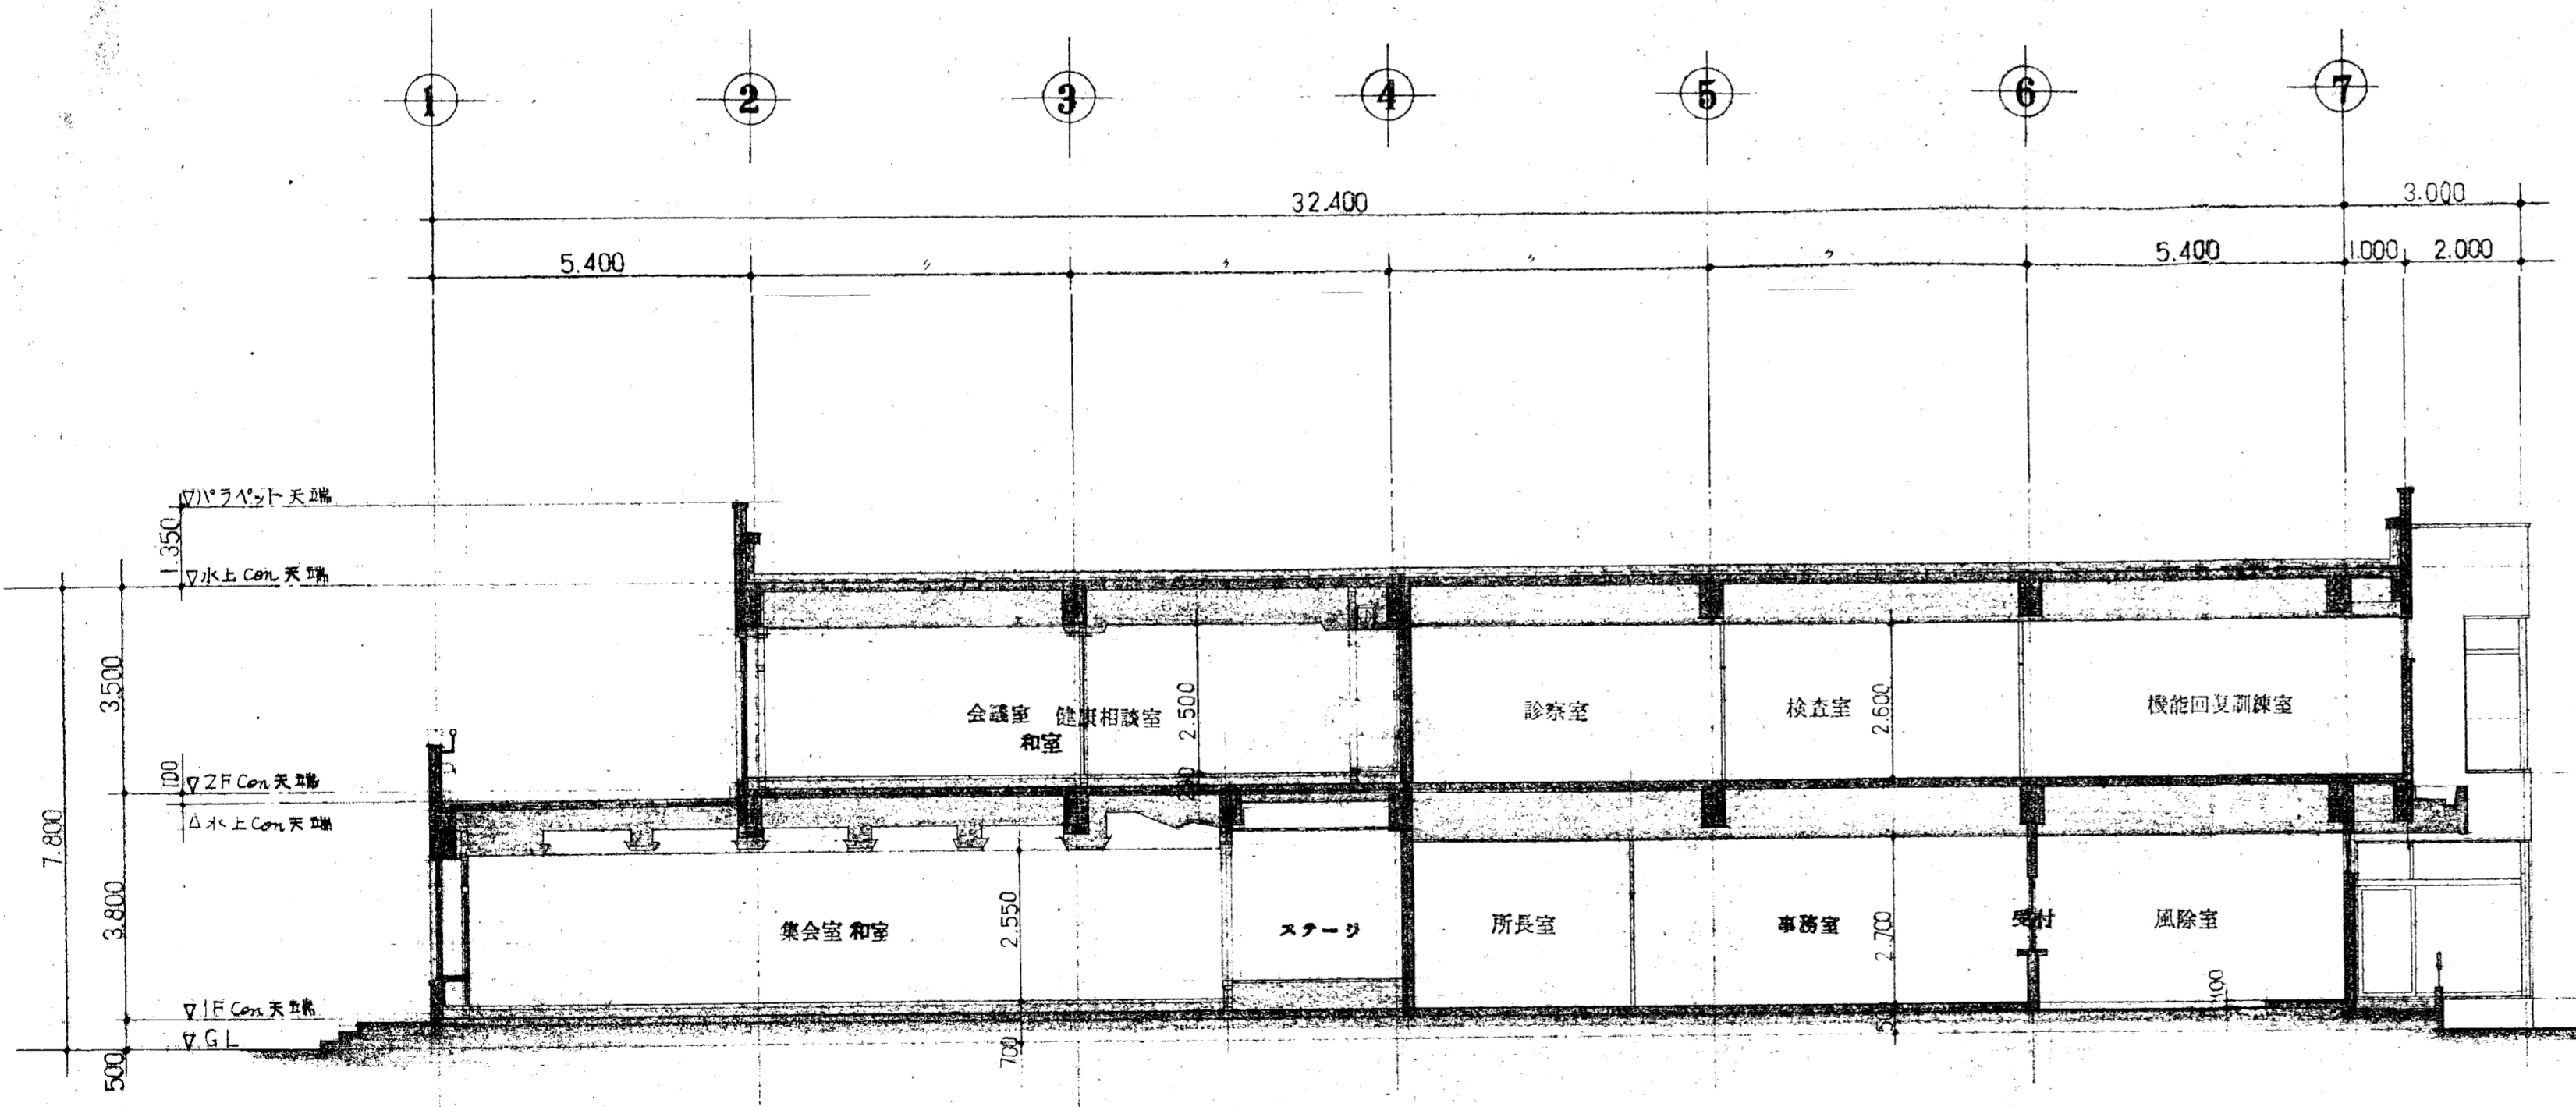 1 2 3 4 5 6 7
32.400 3.000
5.400 〃 〃 〃 〃 5.400 1.000 2.000
▽パラペット天端
1.350
▽水上Con天端
3.500
会議室 健康相談室
和室
2.500
診察室
検査室
2.600
機能回復訓練室
100
▽2FCon天端
△水上Con天端
7.800
3.800
集会室 和室
2.550
ステージ
所長室
事務室
2.700
受付
風除室
100
▽1FCon天端
▽GL
500
700